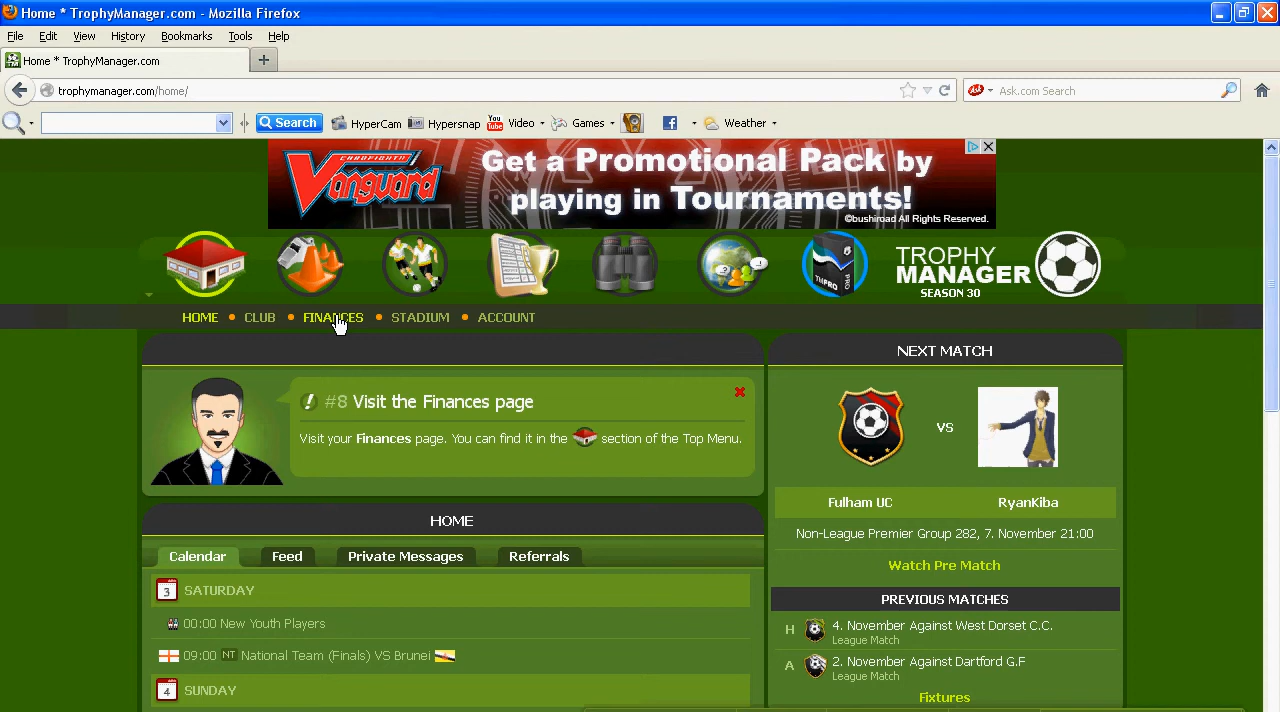 Home * TrophyManager.com - Mozilla Firefox
File Edit View History Bookmarks Tools Help
Home * TrophyManager.com
trophymanager.com/home/
Ask Ask.com Search
Search HyperCam Hypersnap You Tube Video Games Weather
CARDFIGHT!! Vanguard
Get a Promotional Pack by
playing in Tournaments!
©bushiroad All Rights Reserved.
TMPRO
TROPHY
MANAGER
SEASON 30
HOME CLUB FINANCES STADIUM ACCOUNT
#8 Visit the Finances page
Visit your Finances page. You can find it in the section of the Top Menu.
HOME
Calendar Feed Private Messages Referrals
3 SATURDAY
00:00 New Youth Players
09:00 NT National Team (Finals) VS Brunei
4 SUNDAY
NEXT MATCH
VS
Fulham UC RyanKiba
Non-League Premier Group 282, 7. November 21:00
Watch Pre Match
PREVIOUS MATCHES
H 4. November Against West Dorset C.C.
League Match
A 2. November Against Dartford G.F
League Match
Fixtures